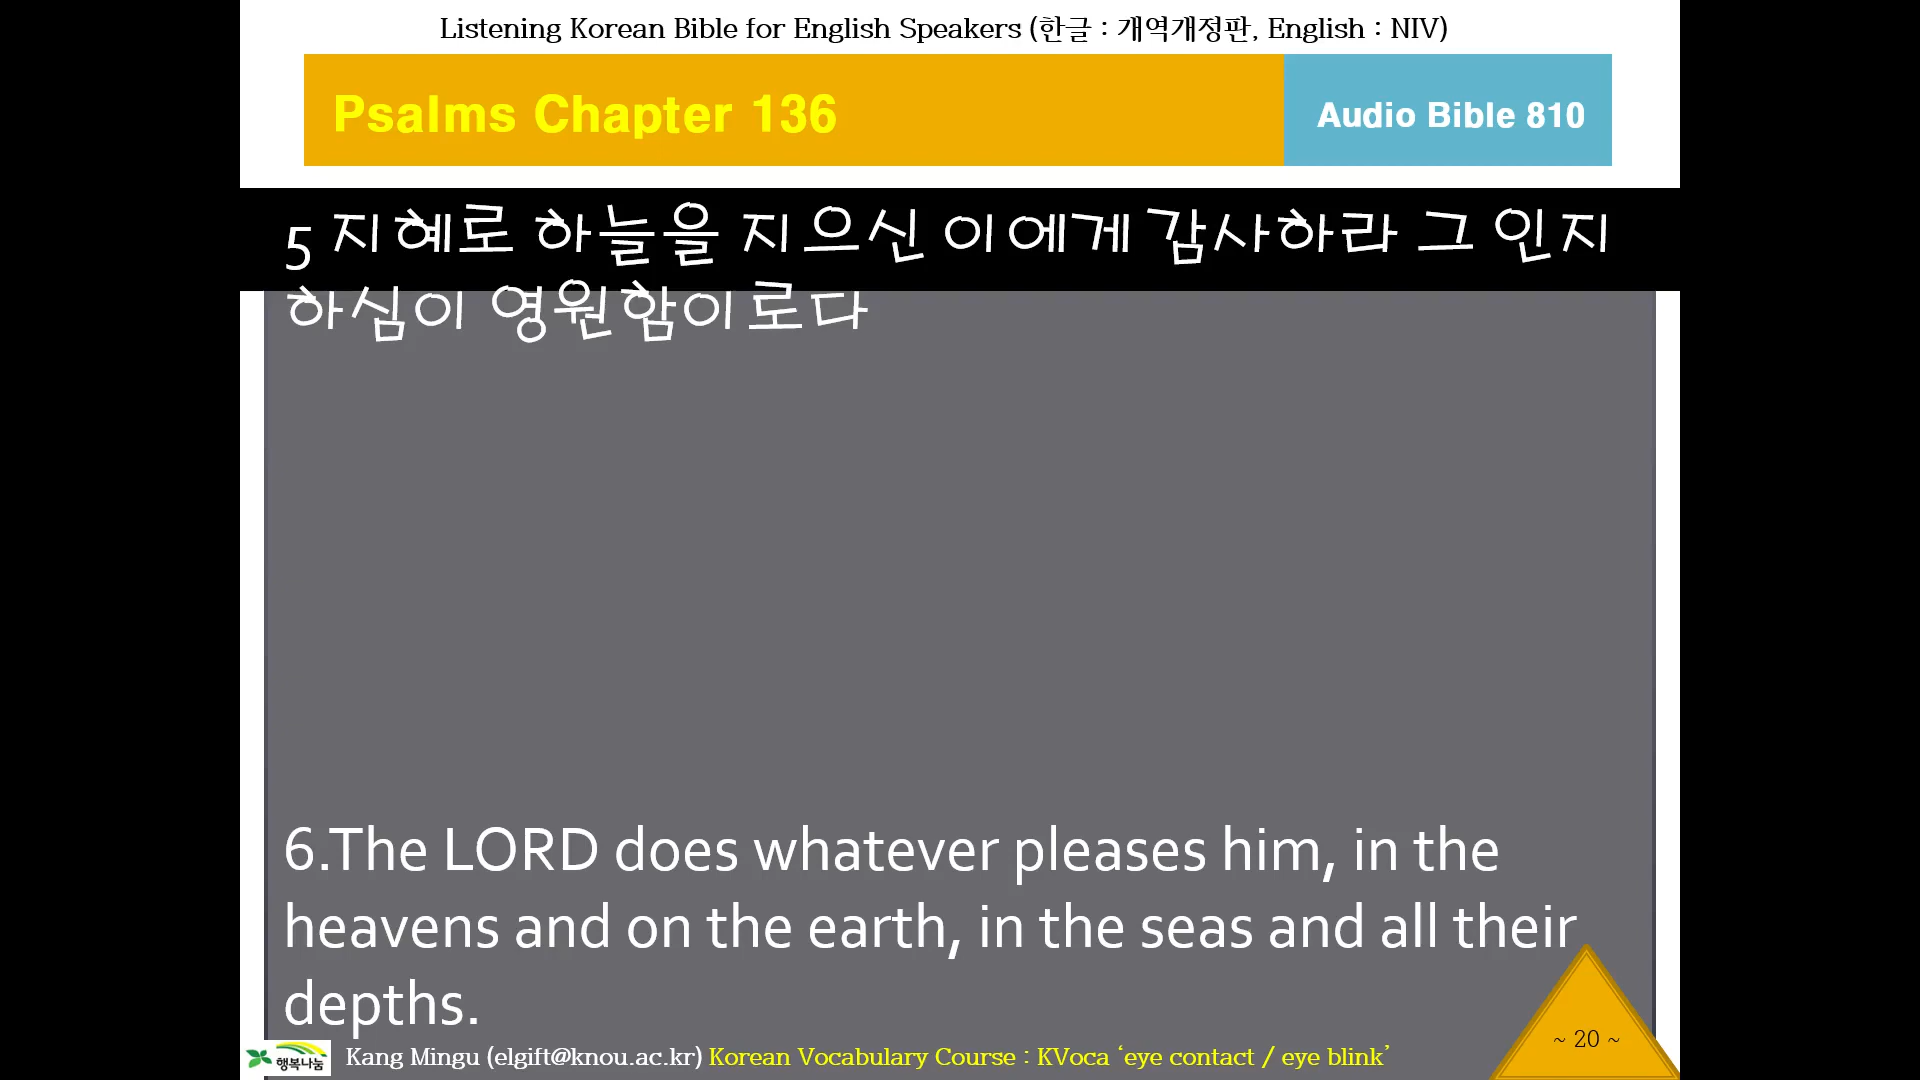 Listening Korean Bible for English Speakers (한글 : 개역개정판, English : NIV)
Psalms Chapter 136
Audio Bible 810
5 지혜로 하늘을 지으신 이에게 감사하라 그 인지
하심이 영원함이로다
6.The LORD does whatever pleases him, in the
heavens and on the earth, in the seas and all their
depths.
~ 20 ~
행복나눔
Kang Mingu (elgift@knou.ac.kr) Korean Vocabulary Course : KVoca ‘eye contact / eye blink’